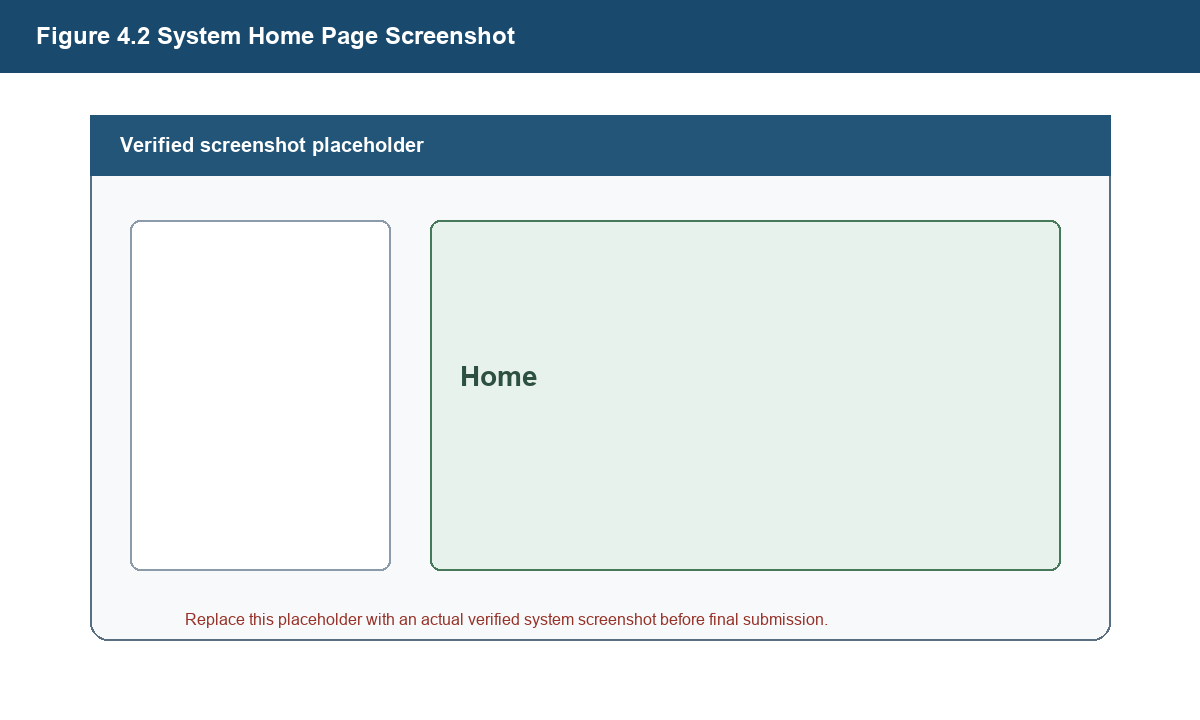 Figure 4.2 System Home Page Screenshot
Verified screenshot placeholder
Home
Replace this placeholder with an actual verified system screenshot before final submission.